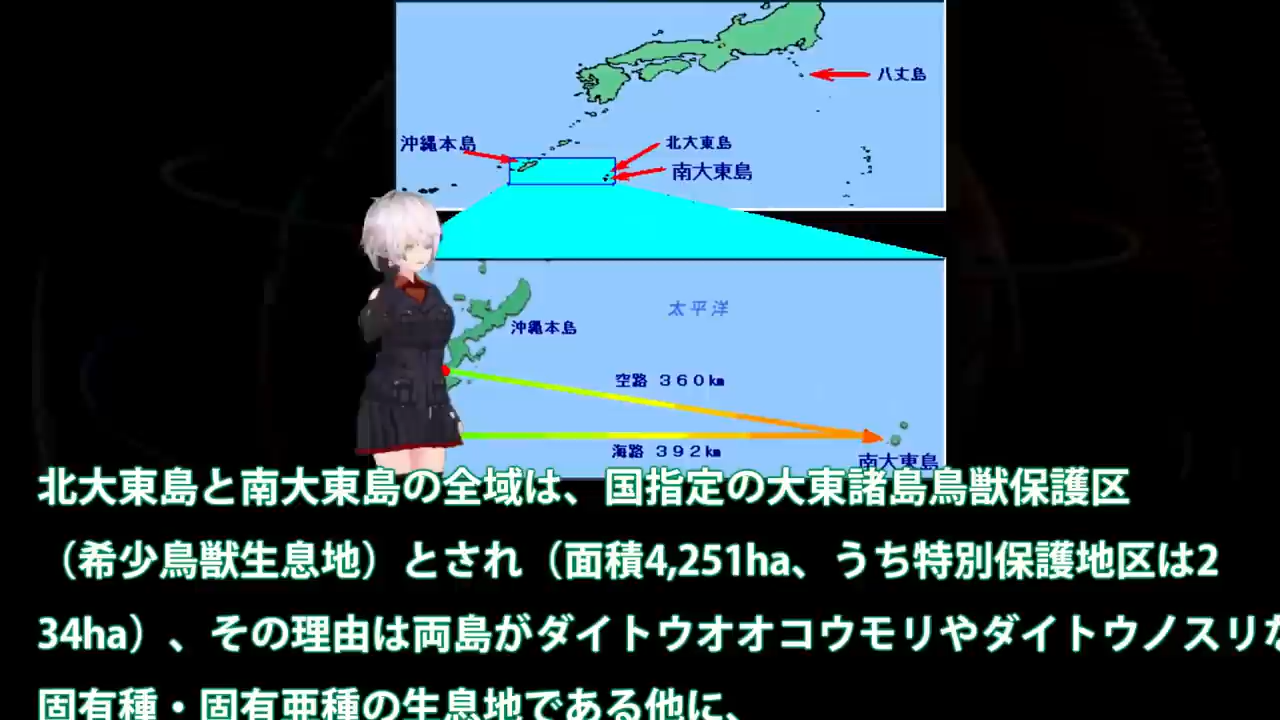 八丈島
沖縄本島
北大東島
南大東島
太平洋
沖縄本島
空路 360km
海路 392km
南大東島
北大東島と南大東島の全域は、国指定の大東諸島鳥獣保護区
（希少鳥獣生息地）とされ（面積4,251ha、うち特別保護地区は2
34ha）、その理由は両島がダイトウオオコウモリやダイトウノスリな
固有種・固有亜種の生息地である他に、